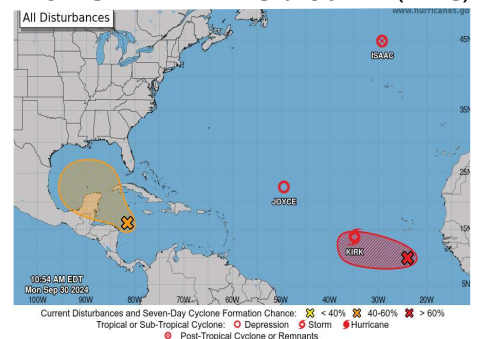 All Disturbances
www.hurricanes.go
ISAAC
45N
35N
25N
JOYCE
KIRK
15N
10:54 AM EDT
Mon Sep 30 2024
5N
100W 90W 80W 70W 60W 50W 40W 30W 20W
Current Disturbances and Seven-Day Cyclone Formation Chance: < 40% 40-60% > 60%
Tropical or Sub-Tropical Cyclone: Depression Storm Hurricane
Post-Tropical Cyclone or Remnants